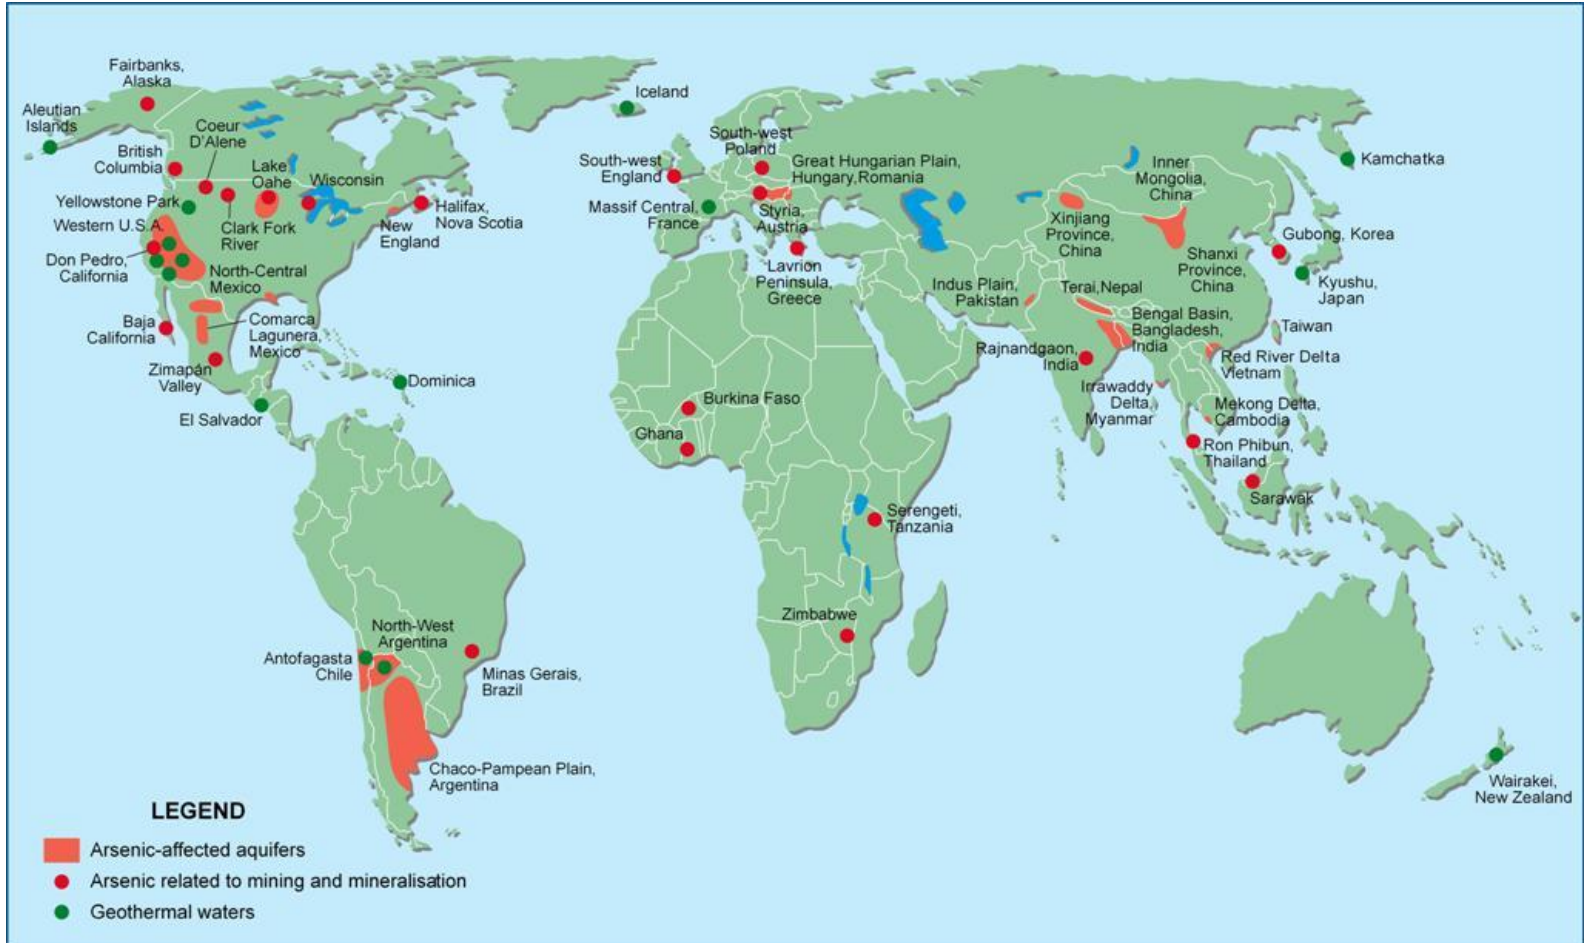 Fairbanks,
Alaska
Aleutian
Islands
Coeur
D'Alene
British
Columbia
Lake
Oahe
Wisconsin
Yellowstone Park
Western U.S.A.
Clark Fork
River
New
England
Halifax,
Nova Scotia
Don Pedro,
California
North-Central
Mexico
Baja
California
Comarca
Lagunera,
Mexico
Zimapán
Valley
Dominica
El Salvador
Antofagasta
Chile
North-West
Argentina
Minas Gerais,
Brazil
Chaco-Pampean Plain,
Argentina
Iceland
South-west
Poland
South-west
England
Great Hungarian Plain,
Hungary,Romania
Massif Central,
France
Styria,
Austria
Lavrion
Peninsula,
Greece
Burkina Faso
Ghana
Serengeti,
Tanzania
Zimbabwe
Kamchatka
Inner
Mongolia,
China
Xinjiang
Province,
China
Shanxi
Province,
China
Gubong, Korea
Kyushu,
Japan
Indus Plain,
Pakistan
Terai,Nepal
Bengal Basin,
Bangladesh,
India
Taiwan
Rajnandgaon,
India
Red River Delta
Vietnam
Irrawaddy
Delta,
Myanmar
Mekong Delta,
Cambodia
Ron Phibun,
Thailand
Sarawak
Wairakei,
New Zealand
LEGEND
Arsenic-affected aquifers
Arsenic related to mining and mineralisation
Geothermal waters